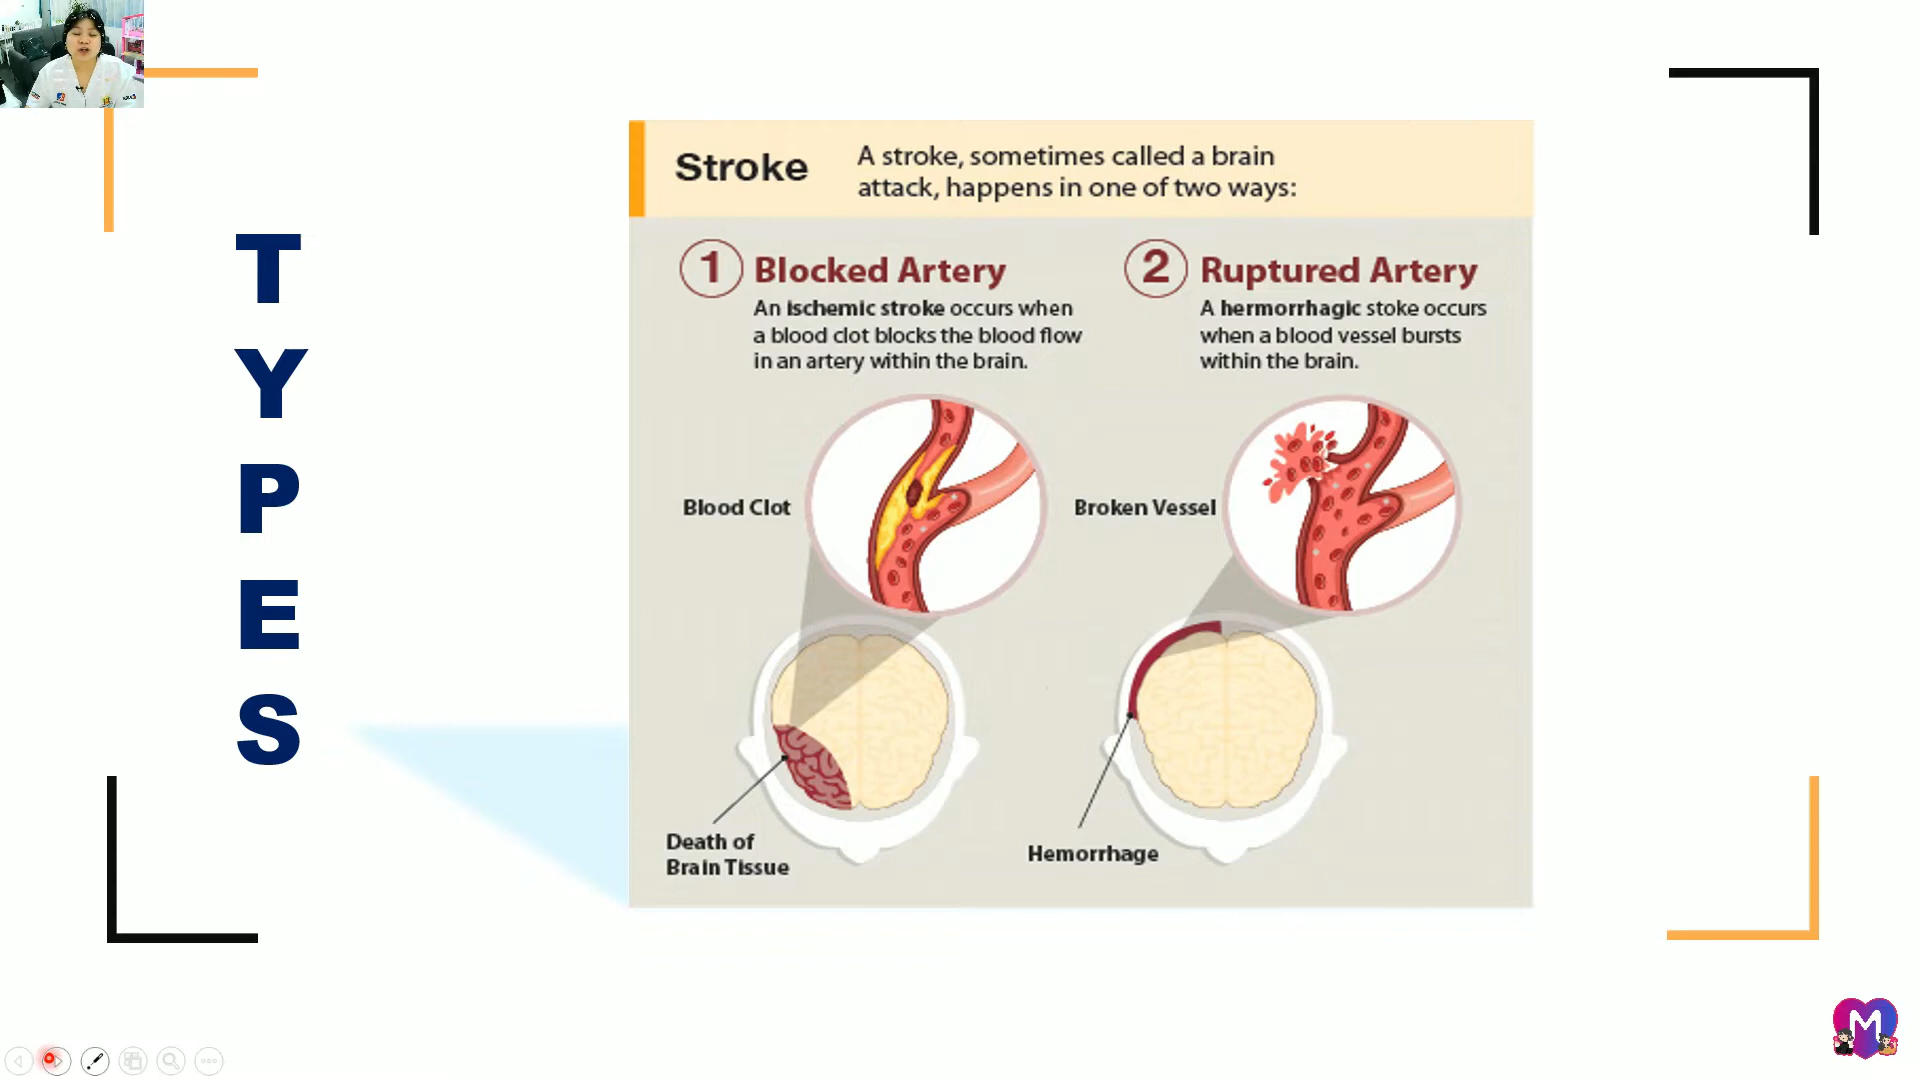 TYPES
Stroke
A stroke, sometimes called a brain
attack, happens in one of two ways:
1 Blocked Artery
An ischemic stroke occurs when
a blood clot blocks the blood flow
in an artery within the brain.
Blood Clot
Death of
Brain Tissue
2 Ruptured Artery
A hermorrhagic stoke occurs
when a blood vessel bursts
within the brain.
Broken Vessel
Hemorrhage
M